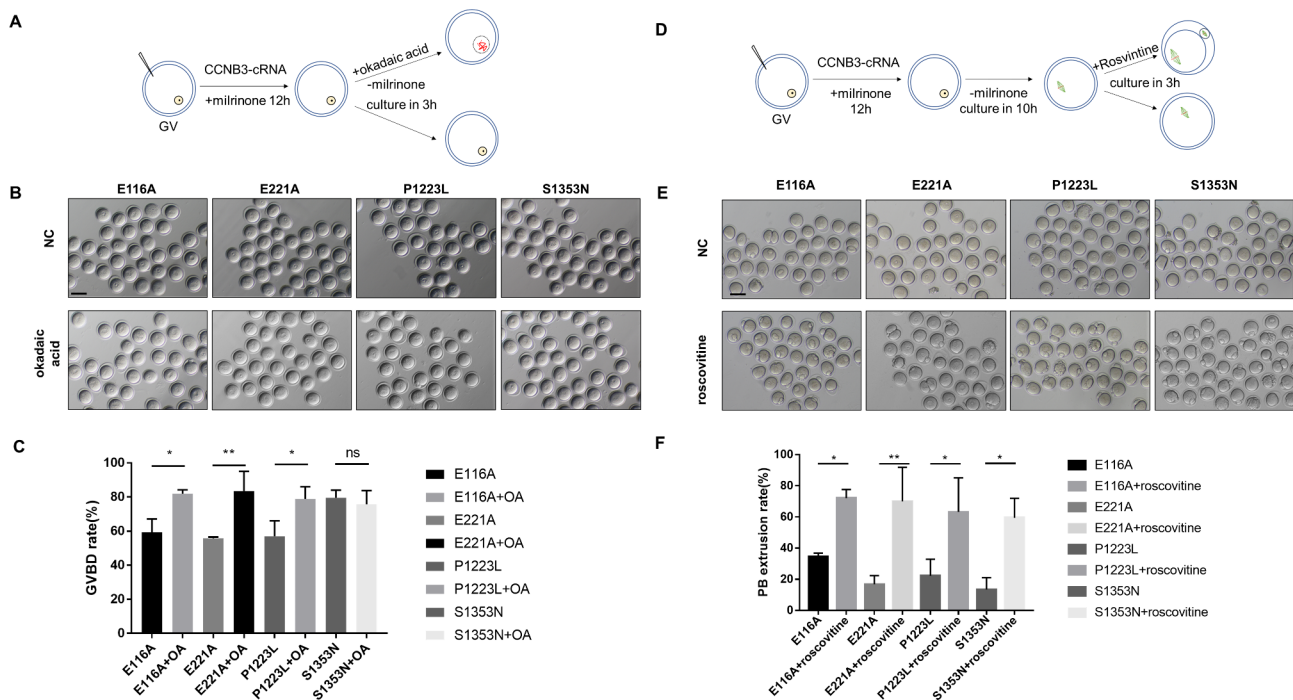 A
CCNB3-cRNA
+milrinone 12h
GV
+okadaic acid
-milrinone
culture in 3h
B
E116A
E221A
P1223L
S1353N
NC
okadaic
acid
C
GVBD rate(%)
100
80
60
40
20
0
*
**
*
ns
E116A
E116A+OA
E221A
E221A+OA
P1223L
P1223L+OA
S1353N
S1353N+OA
E116A
E116A+OA
E221A
E221A+OA
P1223L
P1223L+OA
S1353N
S1353N+OA
D
CCNB3-cRNA
+milrinone
12h
GV
-milrinone
culture in 10h
+Rosvintine
culture in 3h
E
E116A
E221A
P1223L
S1353N
NC
roscovitine
F
PB extrusion rate(%)
100
80
60
40
20
0
*
**
*
*
E116A
E116A+roscovitine
E221A
E221A+roscovitine
P1223L
P1223L+roscovitine
S1353N
S1353N+roscovitine
E116A
E116A+roscovitine
E221A
E221A+roscovitine
P1223L
P1223L+roscovitine
S1353N
S1353N+roscovitine